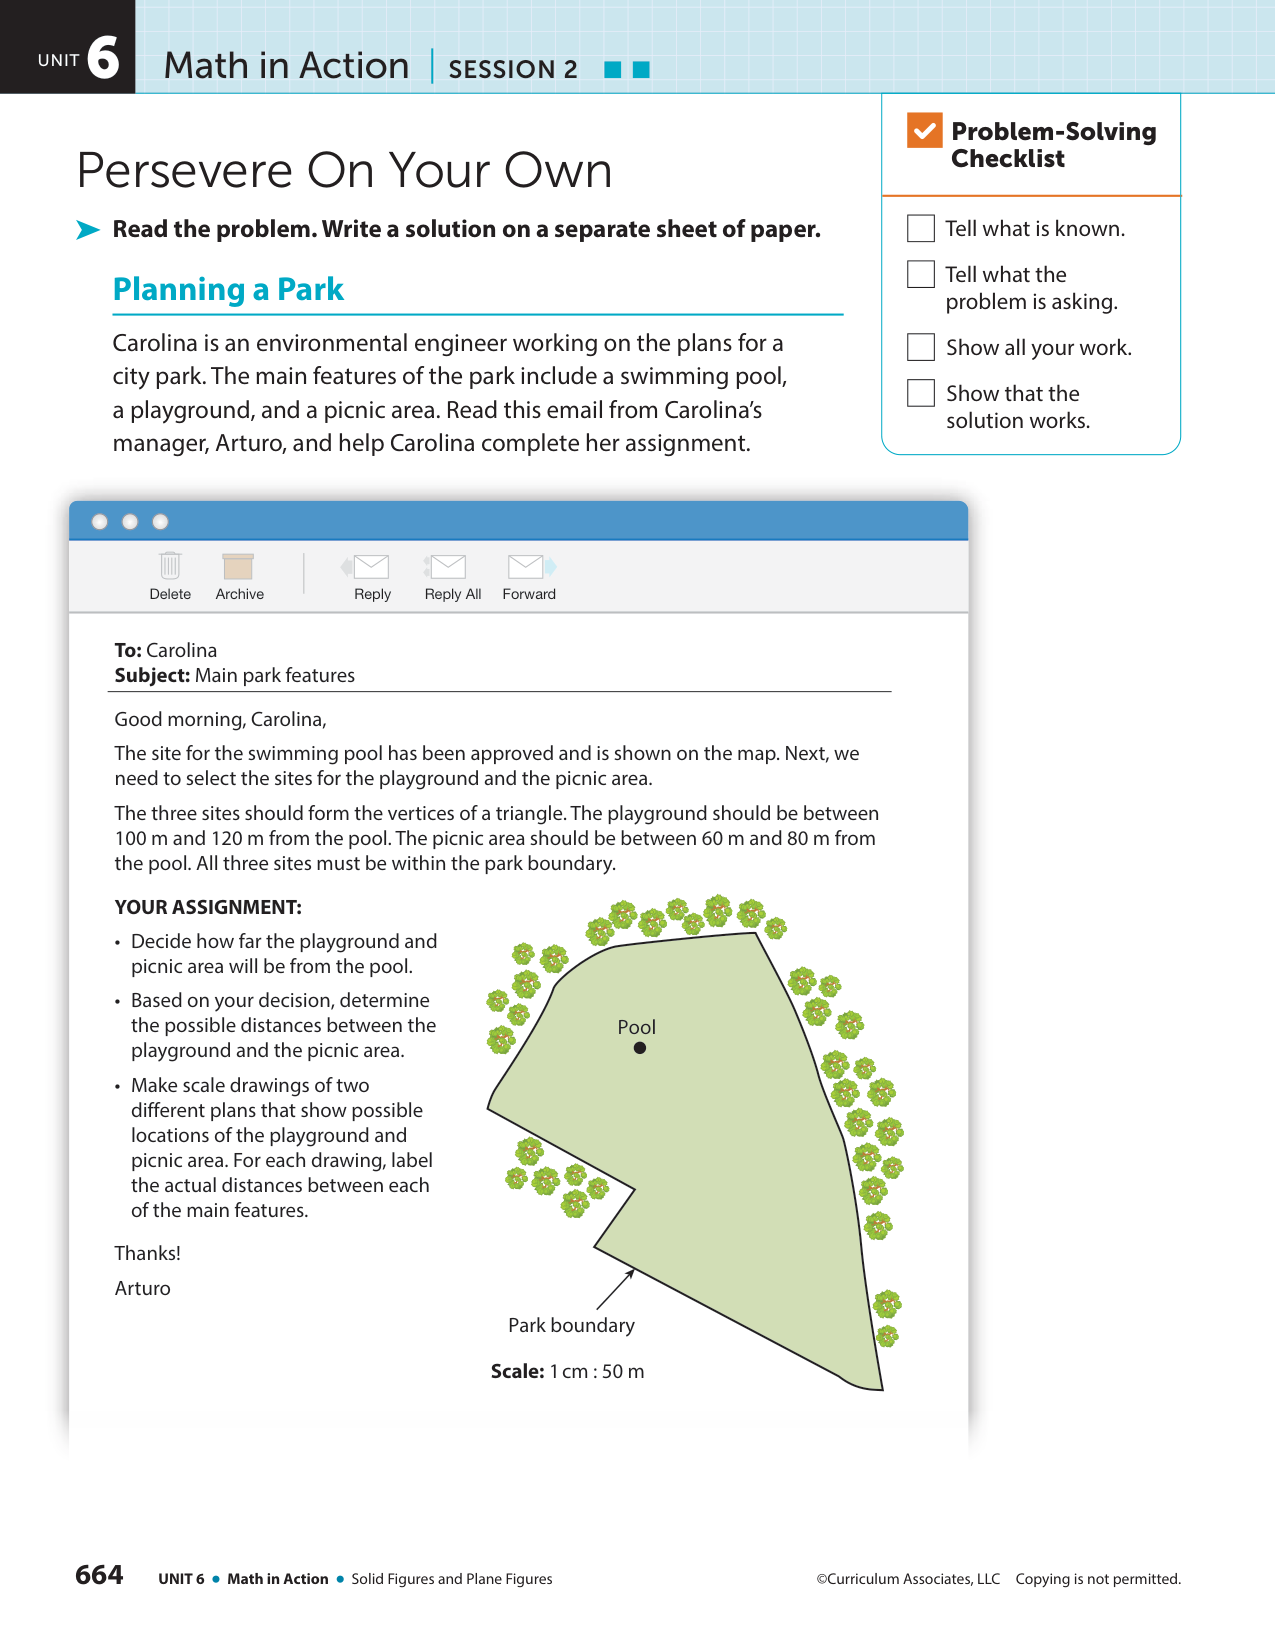 UNIT 6 Math in Action | SESSION 2
Persevere On Your Own
Read the problem. Write a solution on a separate sheet of paper.
Planning a Park
Carolina is an environmental engineer working on the plans for a
city park. The main features of the park include a swimming pool,
a playground, and a picnic area. Read this email from Carolina’s
manager, Arturo, and help Carolina complete her assignment.
Problem-Solving
Checklist
Tell what is known.
Tell what the
problem is asking.
Show all your work.
Show that the
solution works.
Delete Archive Reply Reply All Forward
To: Carolina
Subject: Main park features
Good morning, Carolina,
The site for the swimming pool has been approved and is shown on the map. Next, we
need to select the sites for the playground and the picnic area.
The three sites should form the vertices of a triangle. The playground should be between
100 m and 120 m from the pool. The picnic area should be between 60 m and 80 m from
the pool. All three sites must be within the park boundary.
YOUR ASSIGNMENT:
• Decide how far the playground and
picnic area will be from the pool.
• Based on your decision, determine
the possible distances between the
playground and the picnic area.
• Make scale drawings of two
different plans that show possible
locations of the playground and
picnic area. For each drawing, label
the actual distances between each
of the main features.
Thanks!
Arturo
Pool
Park boundary
Scale: 1 cm : 50 m
664 UNIT 6 • Math in Action • Solid Figures and Plane Figures
©Curriculum Associates, LLC Copying is not permitted.